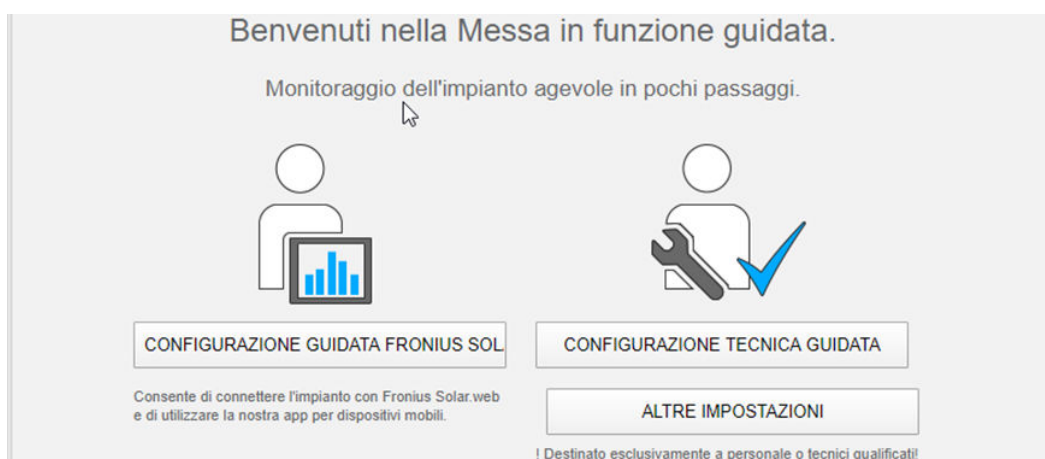 Benvenuti nella Messa in funzione guidata.
Monitoraggio dell'impianto agevole in pochi passaggi.
CONFIGURAZIONE GUIDATA FRONIUS SOL
CONFIGURAZIONE TECNICA GUIDATA
Consente di connettere l'impianto con Fronius Solar.web
e di utilizzare la nostra app per dispositivi mobili.
ALTRE IMPOSTAZIONI
! Destinato esclusivamente a personale o tecnici qualificati!